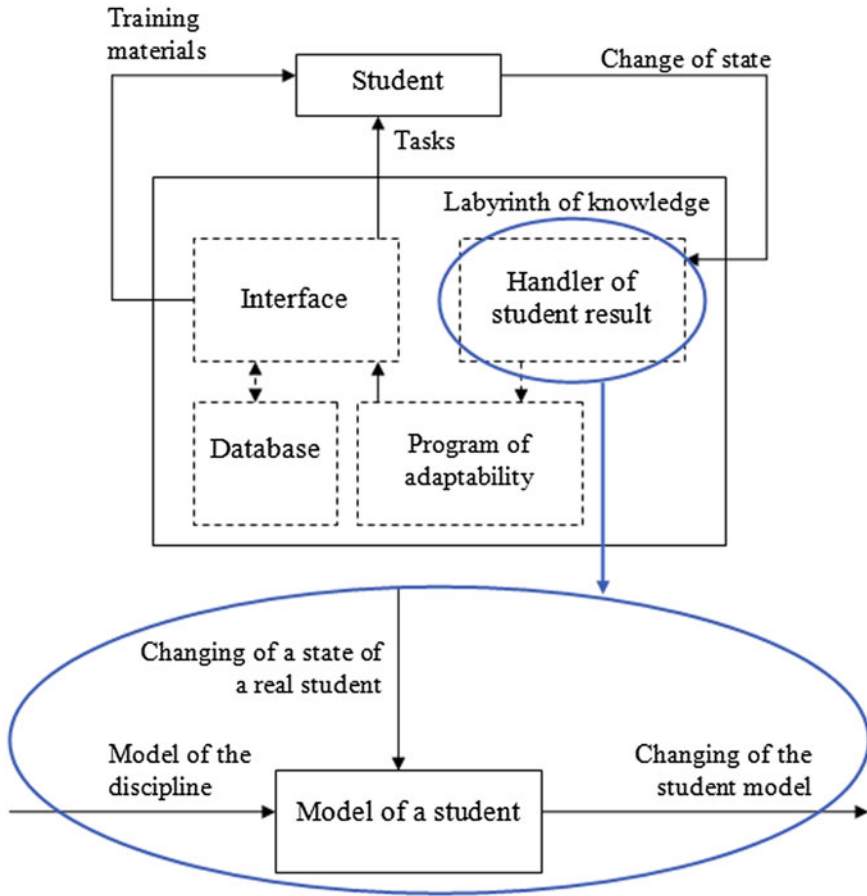 Training
materials
Student
Change of state
Tasks
Labyrinth of knowledge
Interface
Handler of
student result
Database
Program of
adaptability
Changing of a state of
a real student
Model of the
discipline
Changing of the
student model
Model of a student